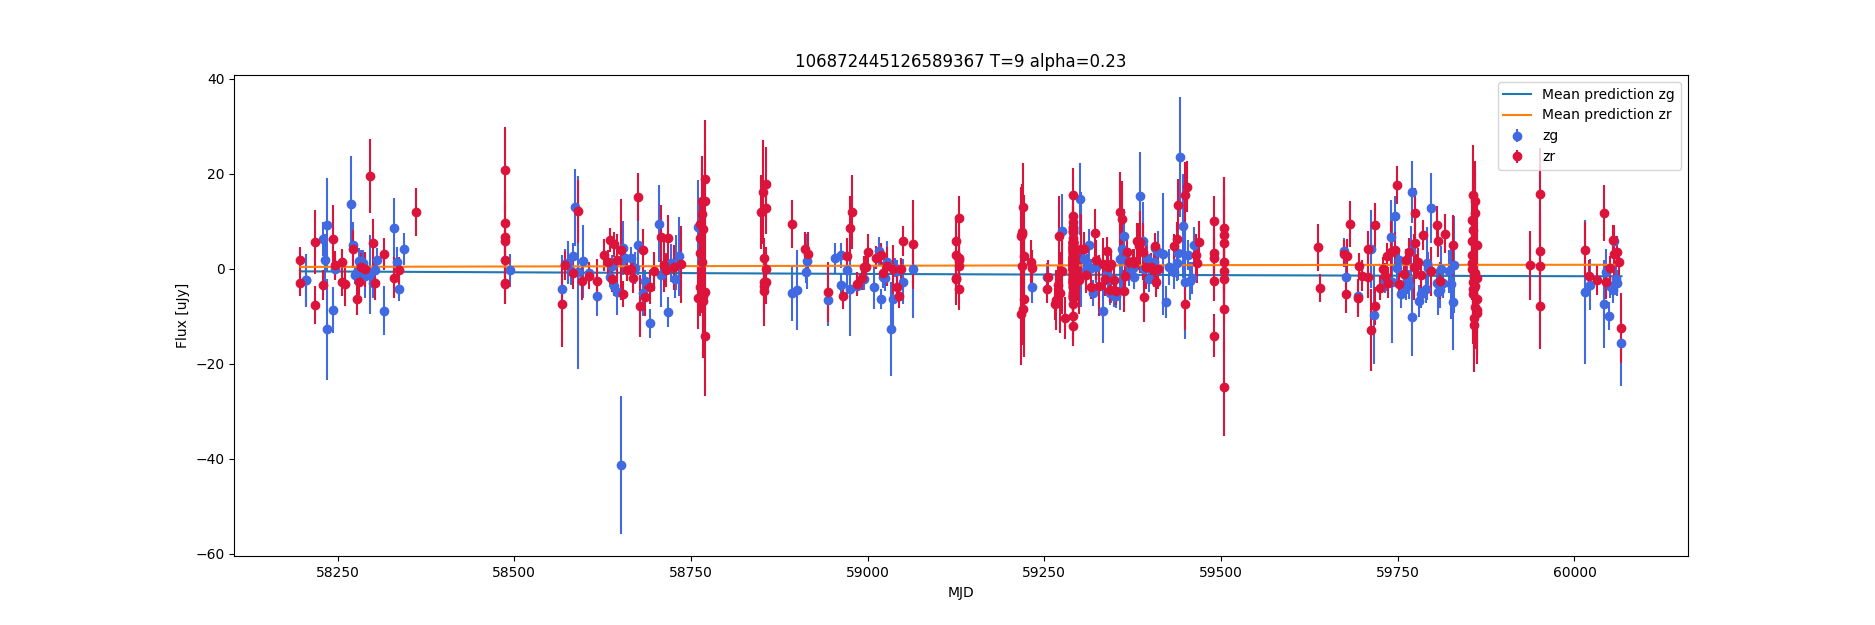 106872445126589367 T=9 alpha=0.23
Mean prediction zg
Mean prediction zr
zg
zr
Flux [uJy]
40
20
0
−20
−40
−60
58250 58500 58750 59000 59250 59500 59750 60000
MJD